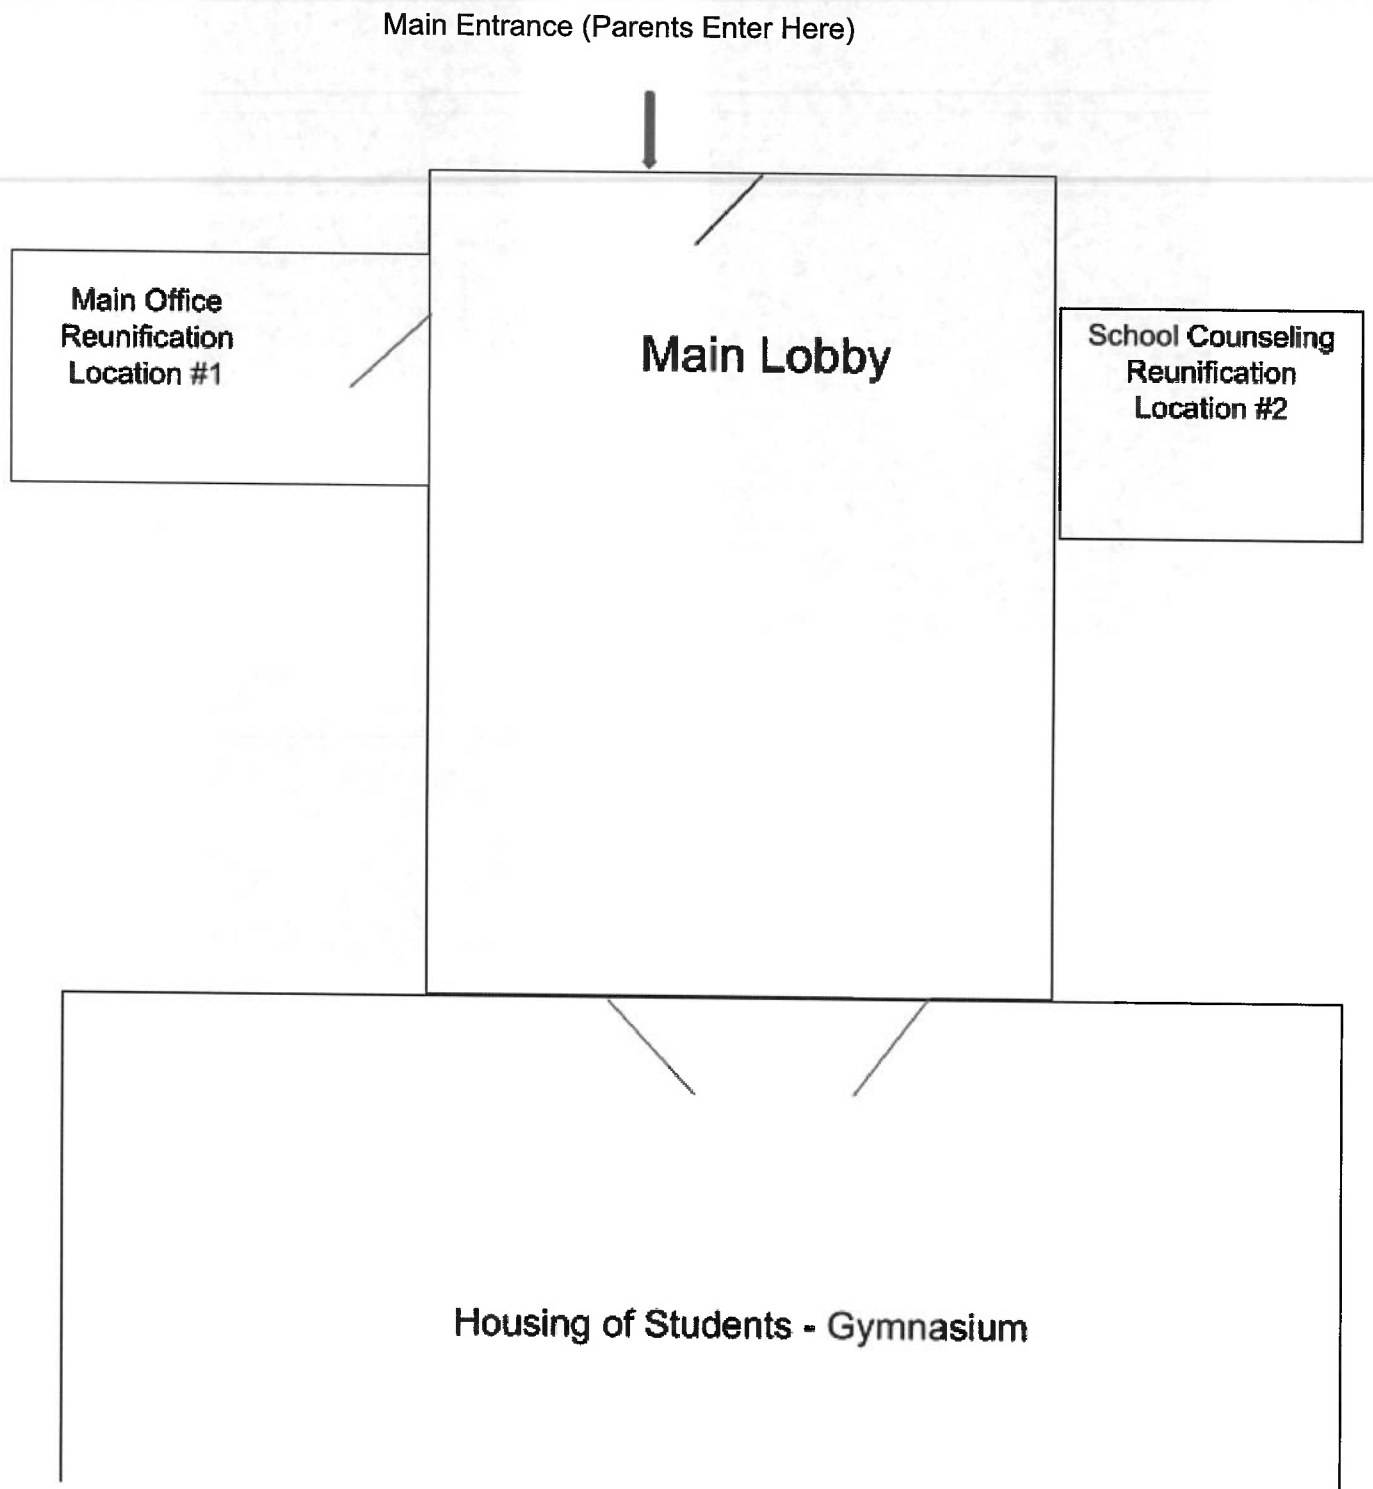 Main Entrance (Parents Enter Here)
Main Office
Reunification
Location #1
Main Lobby
School Counseling
Reunification
Location #2
Housing of Students - Gymnasium